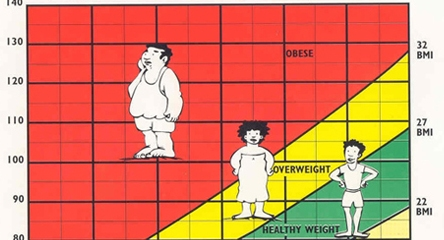 140
130
120
110
100
90
80
OBESE
OVERWEIGHT
HEALTHY WEIGHT
32
BMI
27
BMI
22
BMI